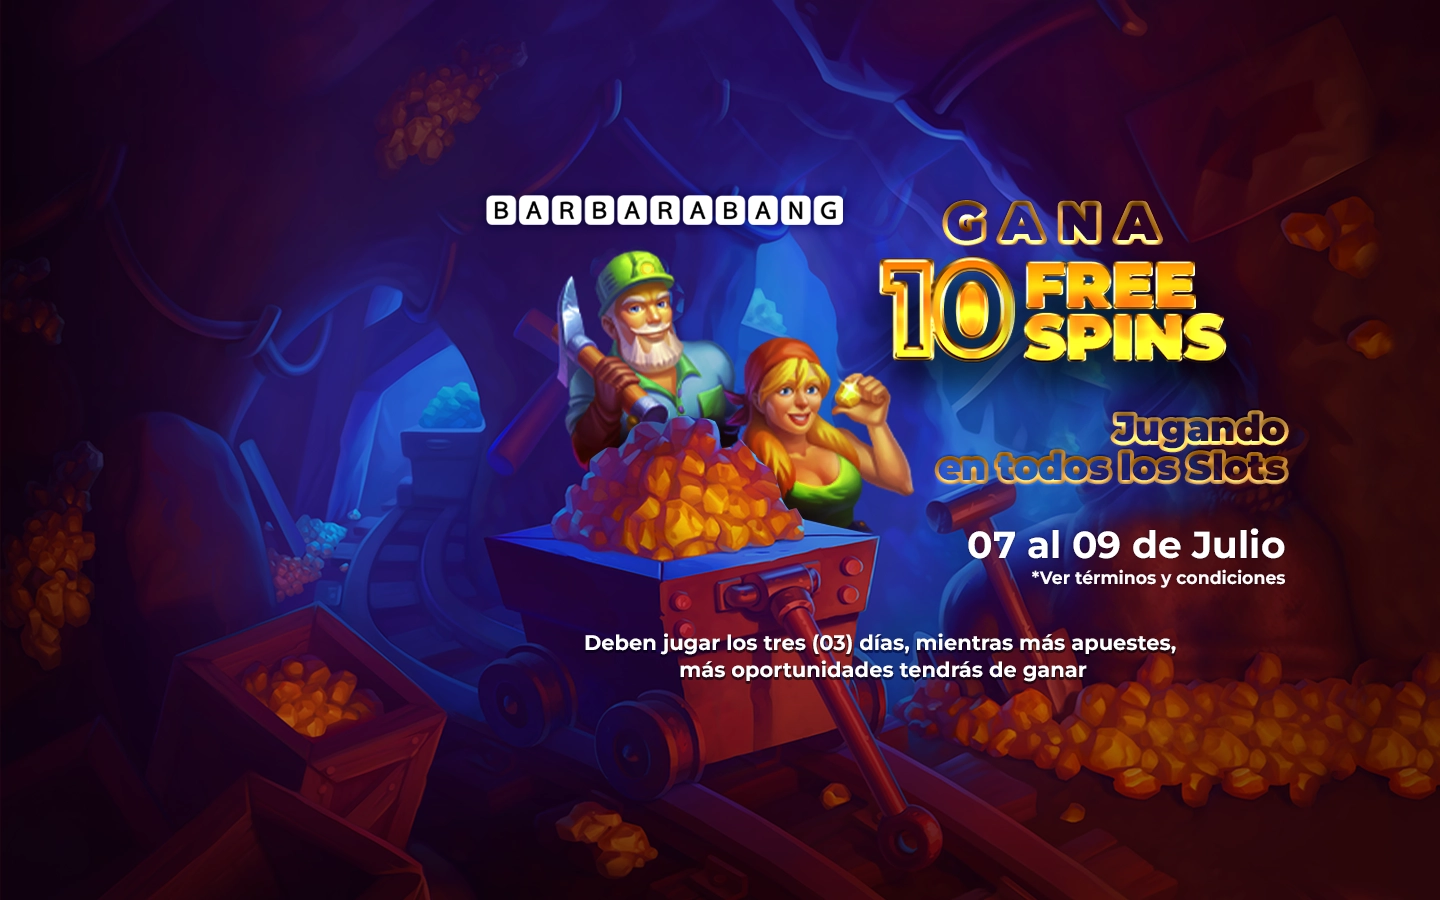 BARBARABANG
GANA
10 FREE
SPINS
Jugando
en todos los Slots
07 al 09 de Julio
*Ver términos y condiciones
Deben jugar los tres (03) días, mientras más apuestes,
más oportunidades tendrás de ganar